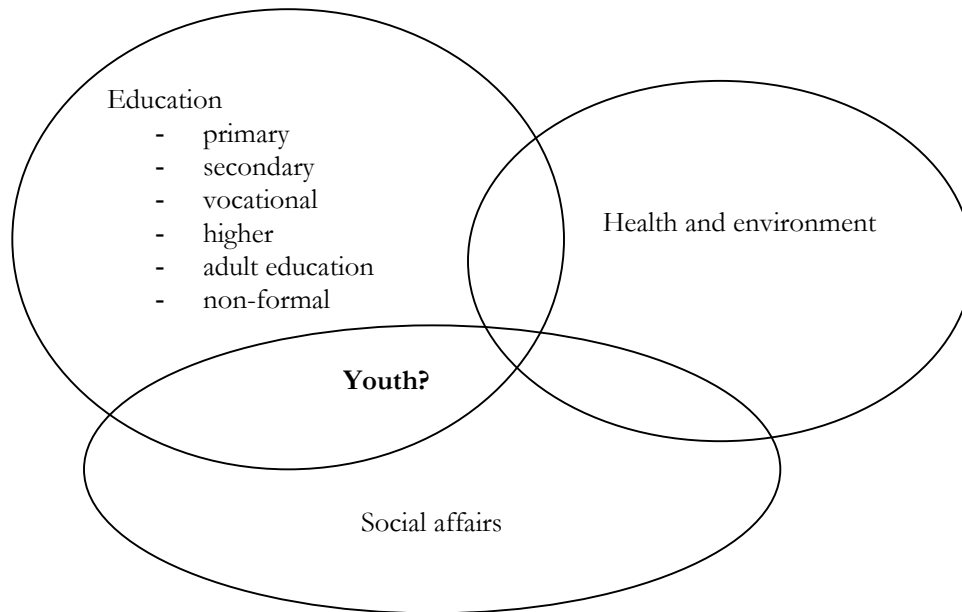 Education
- primary
- secondary
- vocational
- higher
- adult education
- non-formal
Health and environment
Youth?
Social affairs